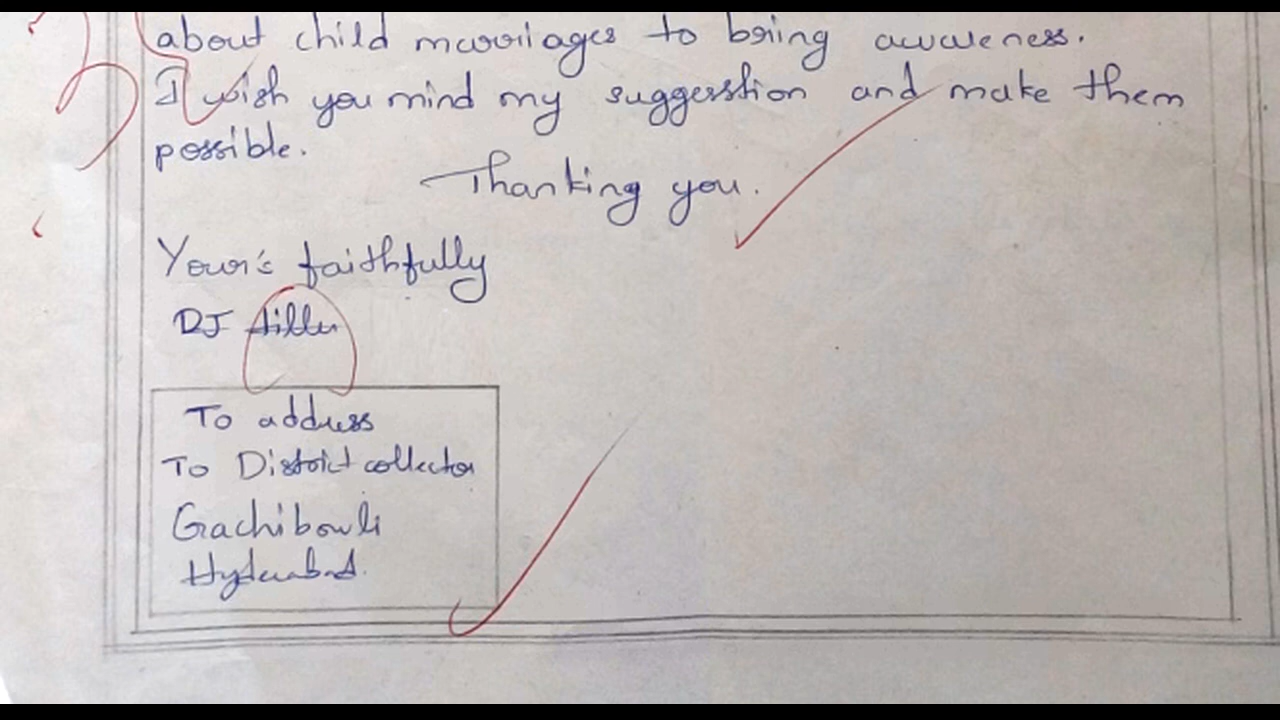 about child marriages to bring awareness.
I wish you mind my suggesstion and make them
possible.
Thanking you.
Your's faithfully
DJ tillu
To address
To District collector
Gachibowli
Hyderabad.